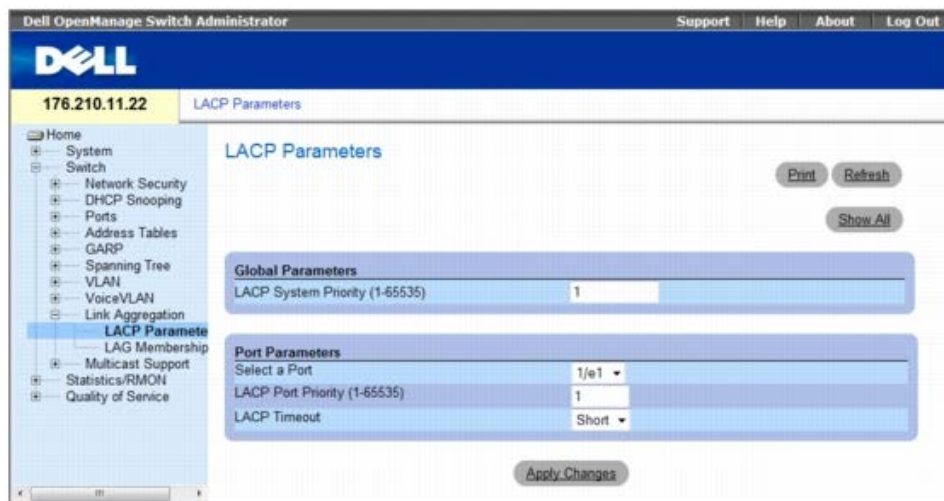 Dell OpenManage Switch Administrator Support Help About Log Out
DELL
176.210.11.22 LACP Parameters
Home
System
Switch
Network Security
DHCP Snooping
Ports
Address Tables
GARP
Spanning Tree
VLAN
VoiceVLAN
Link Aggregation
LACP Paramete
LAG Membership
Multicast Support
Statistics/RMON
Quality of Service
LACP Parameters
Print Refresh
Show All
Global Parameters
LACP System Priority (1-65535) 1
Port Parameters
Select a Port 1/e1
LACP Port Priority (1-65535) 1
LACP Timeout Short
Apply Changes